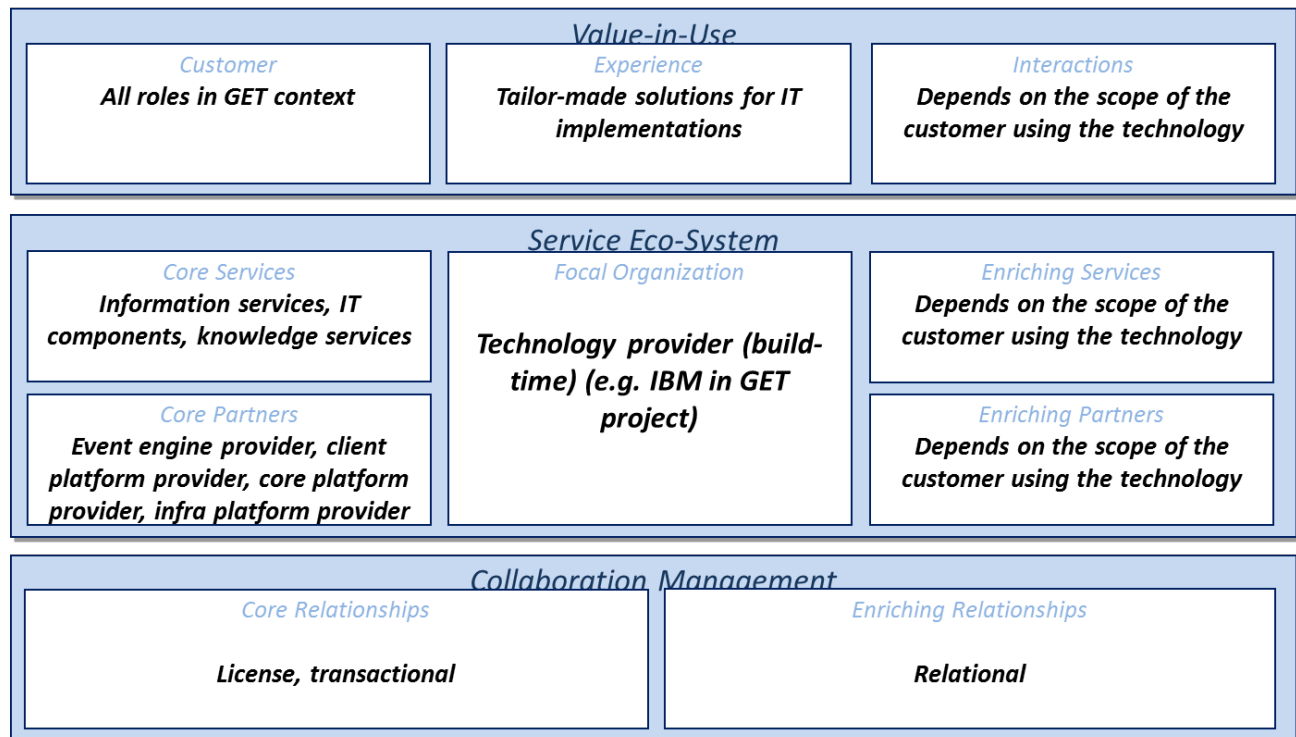 Value-in-Use
Customer
All roles in GET context
Experience
Tailor-made solutions for IT
implementations
Interactions
Depends on the scope of the
customer using the technology
Service Eco-System
Core Services
Information services, IT
components, knowledge services
Focal Organization
Technology provider (build-
time) (e.g. IBM in GET
project)
Enriching Services
Depends on the scope of the
customer using the technology
Core Partners
Event engine provider, client
platform provider, core platform
provider, infra platform provider
Enriching Partners
Depends on the scope of the
customer using the technology
Collaboration Management
Core Relationships
License, transactional
Enriching Relationships
Relational